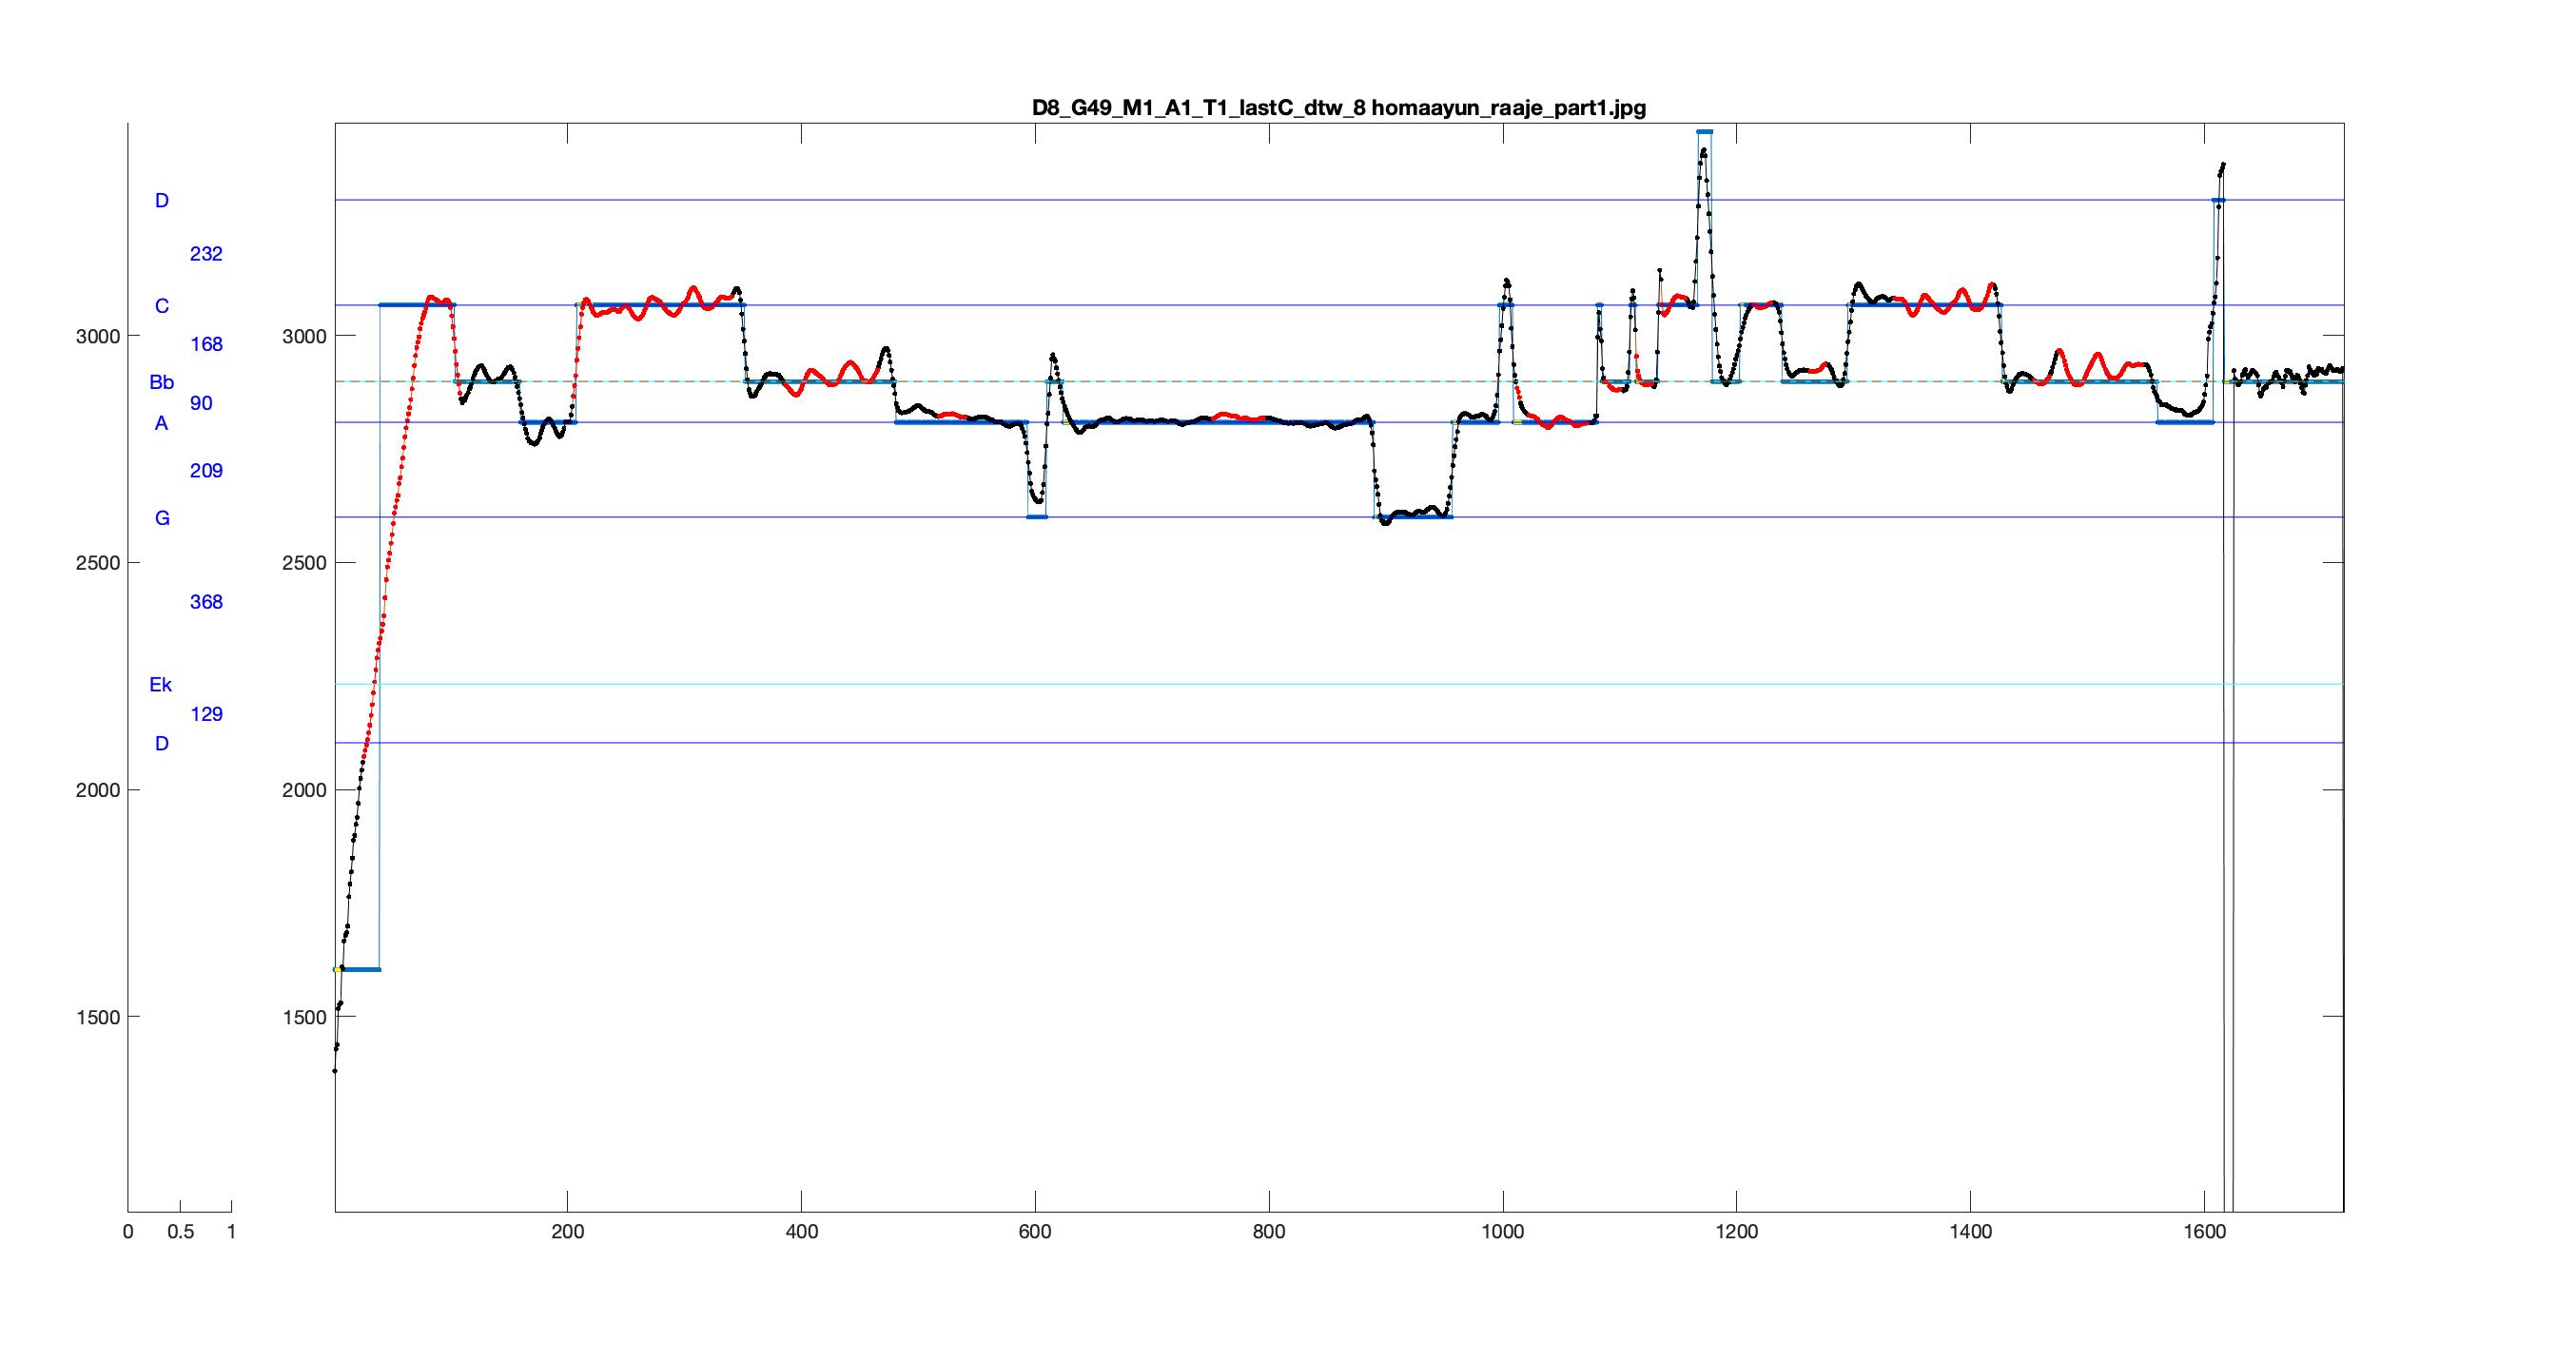 D8_G49_M1_A1_T1_lastC_dtw_8 homaayun_raaje_part1.jpg
D
232
C
3000 168 3000
Bb
90
A
209
G
2500 2500
368
Ek
129
D
2000 2000
1500 1500
0 0.5 1 200 400 600 800 1000 1200 1400 1600